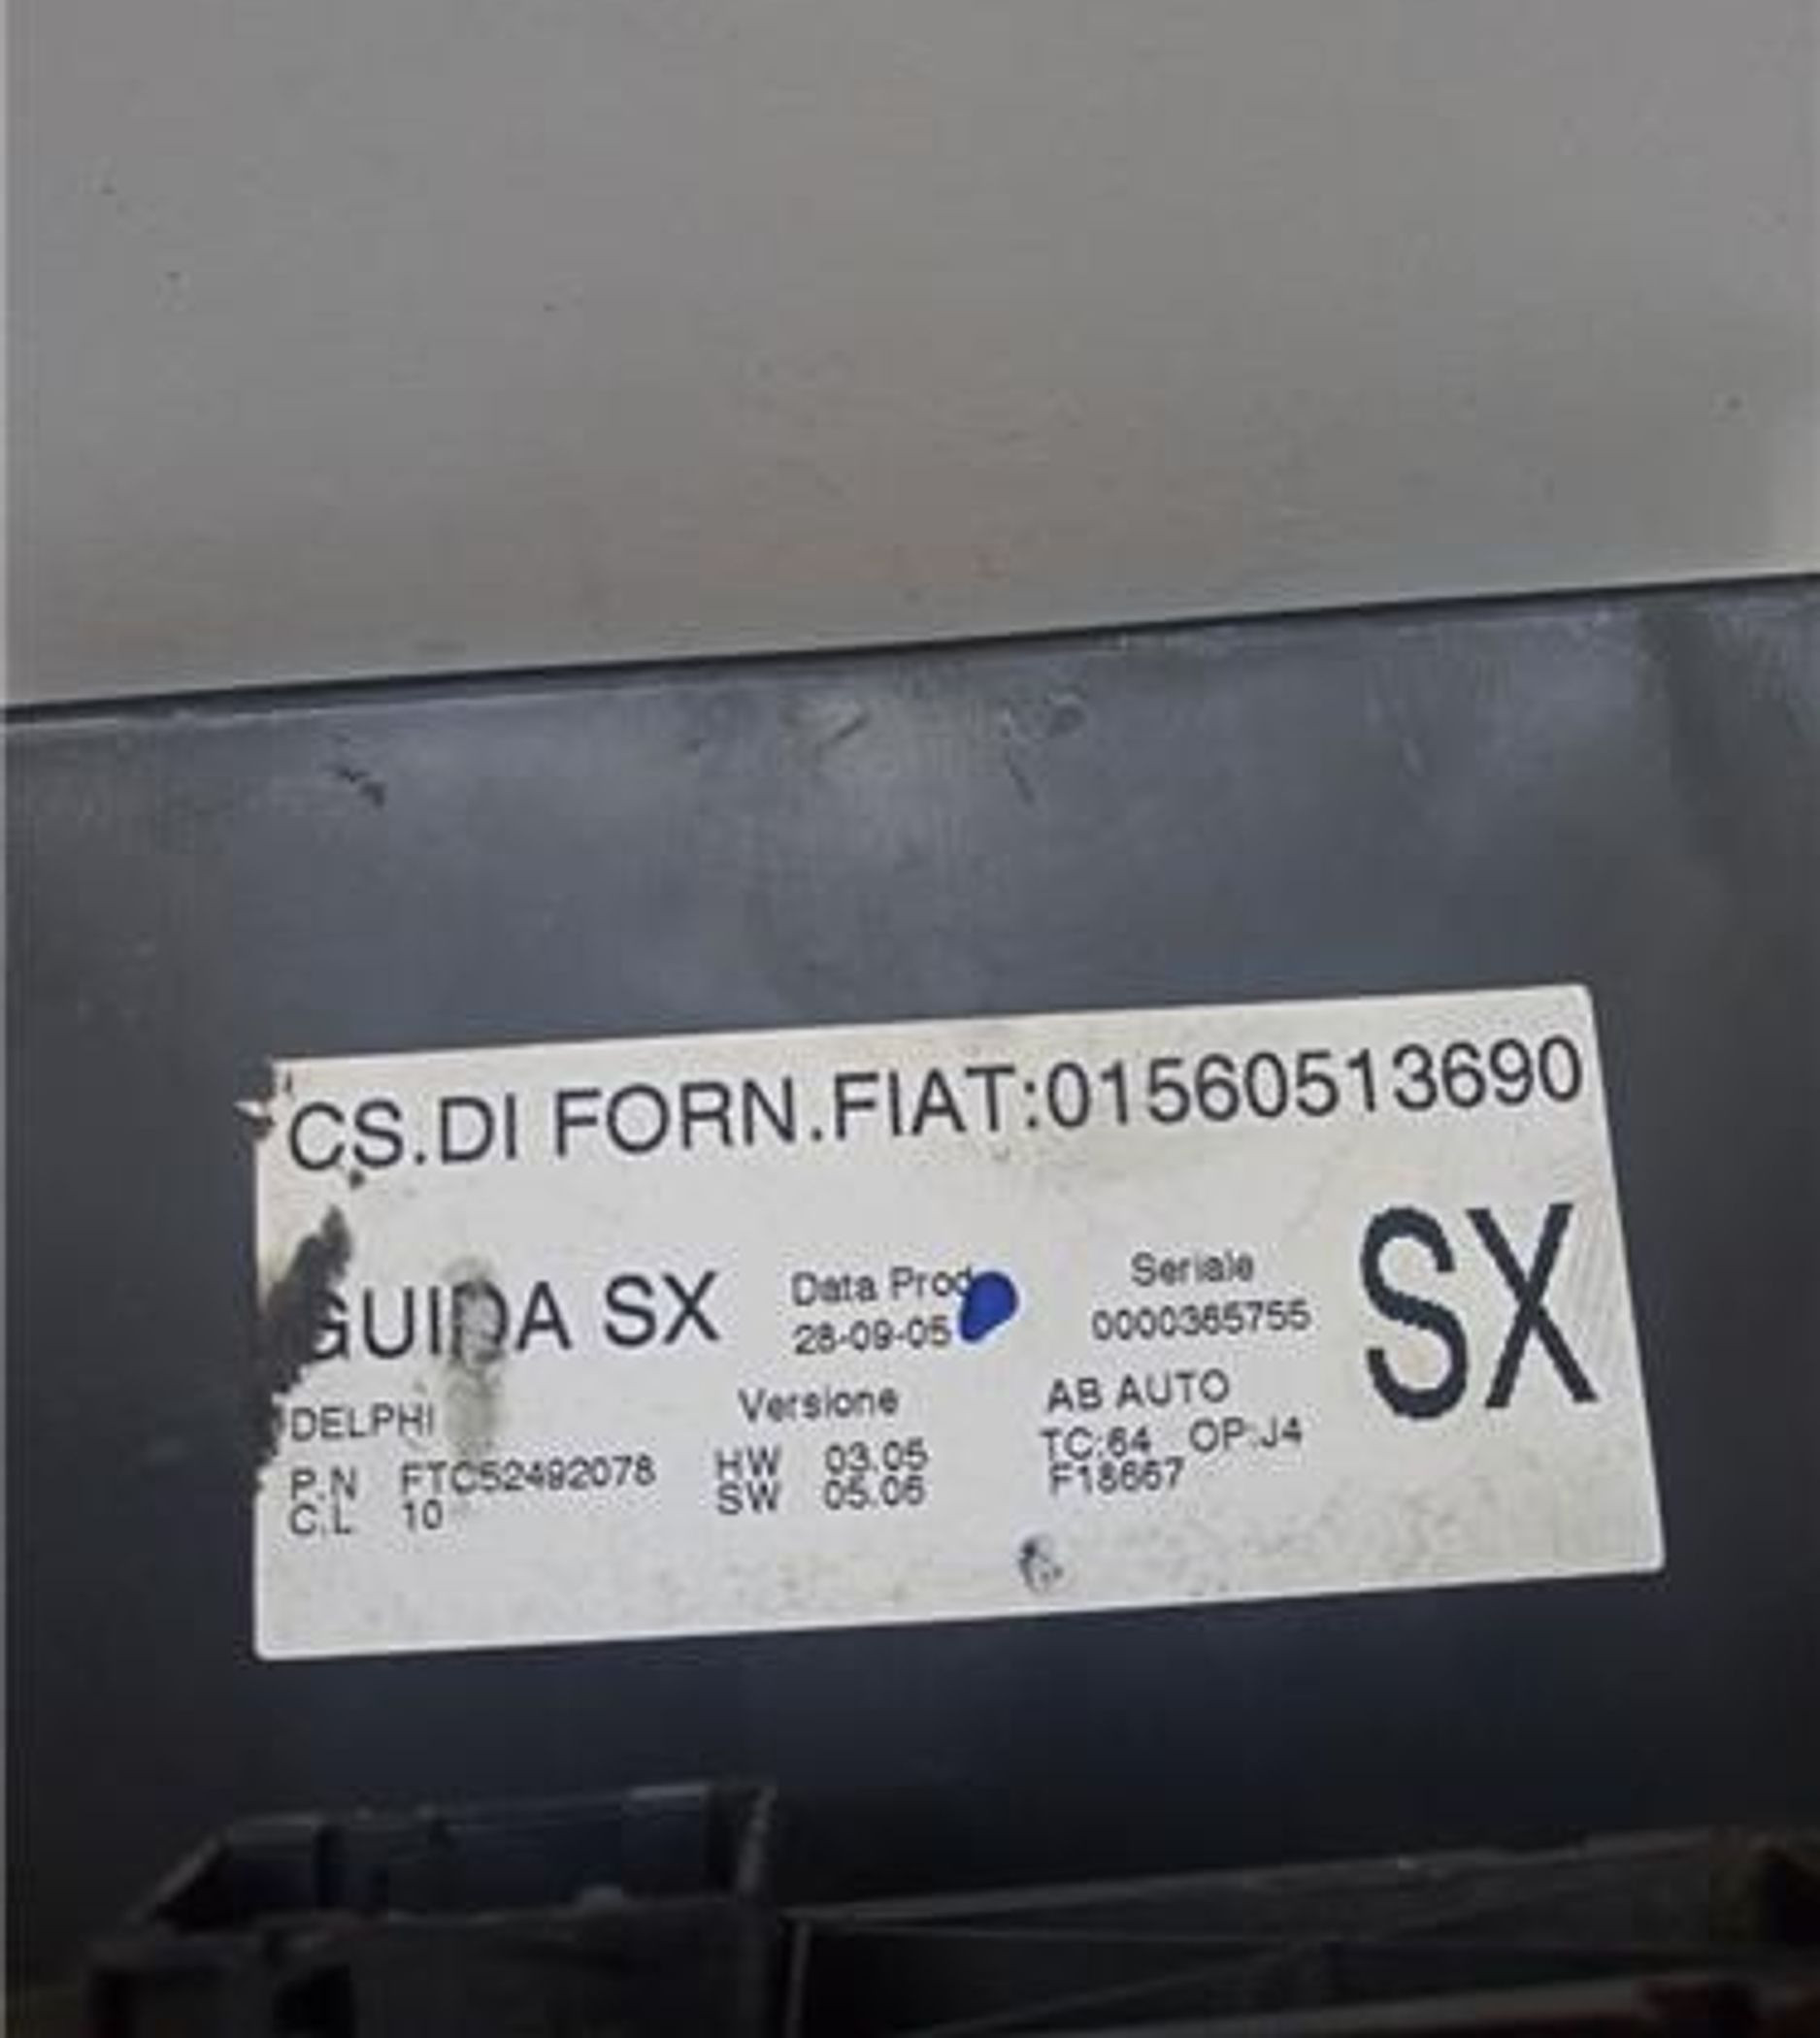 CS.DI FORN.FIAT:01560513690
GUIDA SX
Data Prod
28-09-05
Seriale
0000365755
SX
DELPHI
P.N FTC52492078
C.L 10
Versione
HW 03.05
SW 05.06
AB AUTO
TC:64 OP:J4
F18667